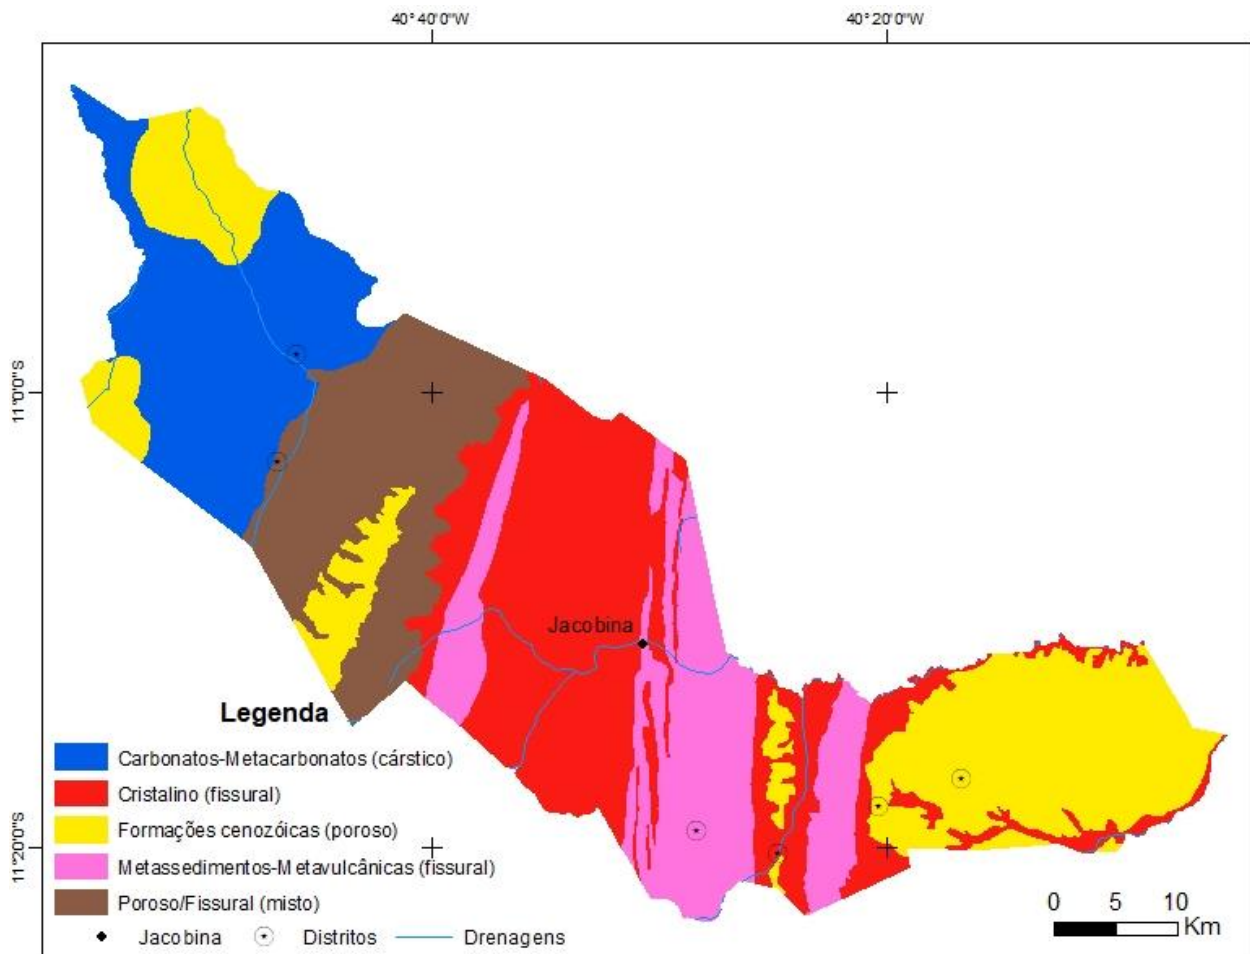 40°40'0"W
40°20'0"W
11°0'0"S
Jacobina
11°20'0"S
Legenda
Carbonatos-Metacarbonatos (cárstico)
Cristalino (fissural)
Formações cenozóicas (poroso)
Metassedimentos-Metavulcânicas (fissural)
Poroso/Fissural (misto)
Jacobina Distritos Drenagens
0 5 10
Km